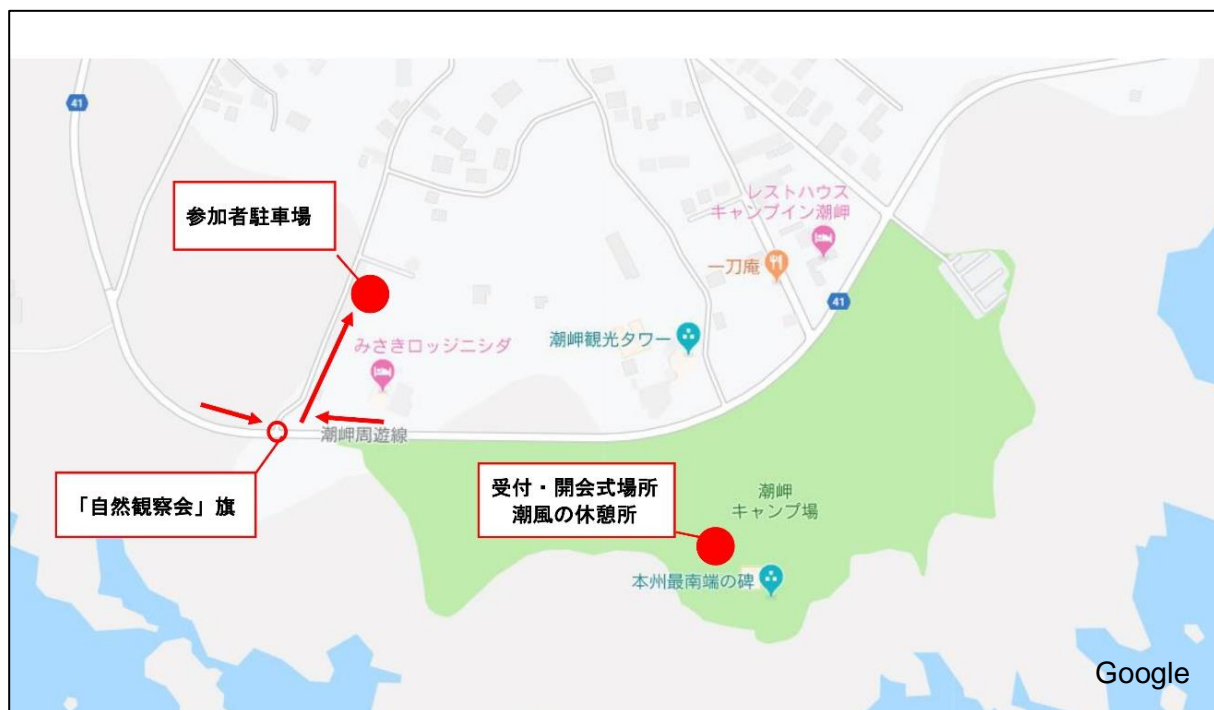 41
参加者駐車場
レストハウス
キャンプイン潮岬
一刀庵
41
潮岬観光タワー
みさきロッジニシダ
潮岬周遊線
「自然観察会」旗
受付・開会式場所
潮風の休憩所
潮岬
キャンプ場
本州最南端の碑
Google